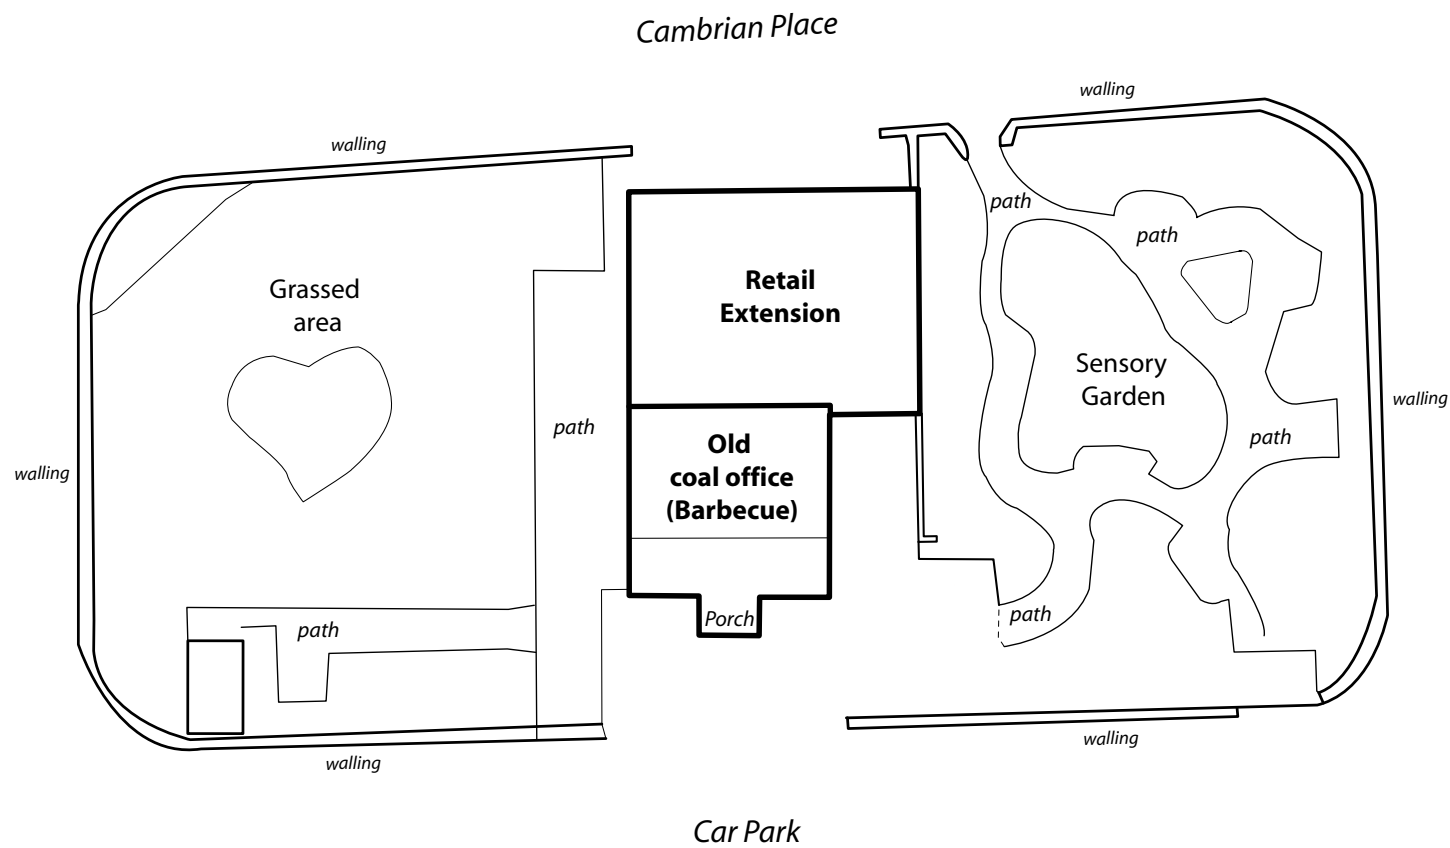 Cambrian Place
walling
walling
path
path
Grassed
area
Retail
Extension
Sensory
Garden
walling
path
path
Old
coal office
(Barbecue)
walling
path
Porch
path
walling
walling
Car Park